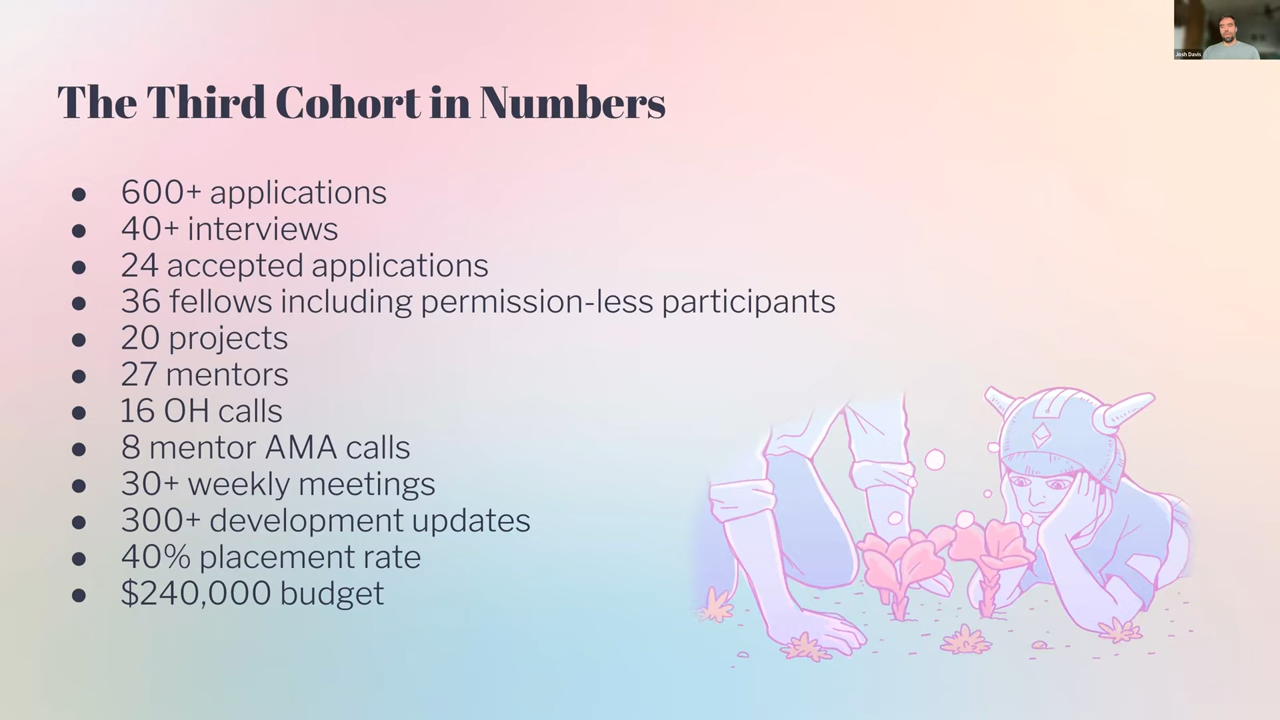 Josh Davis
The Third Cohort in Numbers
● 600+ applications
● 40+ interviews
● 24 accepted applications
● 36 fellows including permission-less participants
● 20 projects
● 27 mentors
● 16 OH calls
● 8 mentor AMA calls
● 30+ weekly meetings
● 300+ development updates
● 40% placement rate
● $240,000 budget